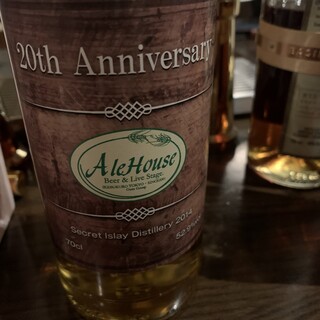 20th Anniversary
AleHouse
Beer & Live Stage
Secret Islay Distillery 2014
70cl